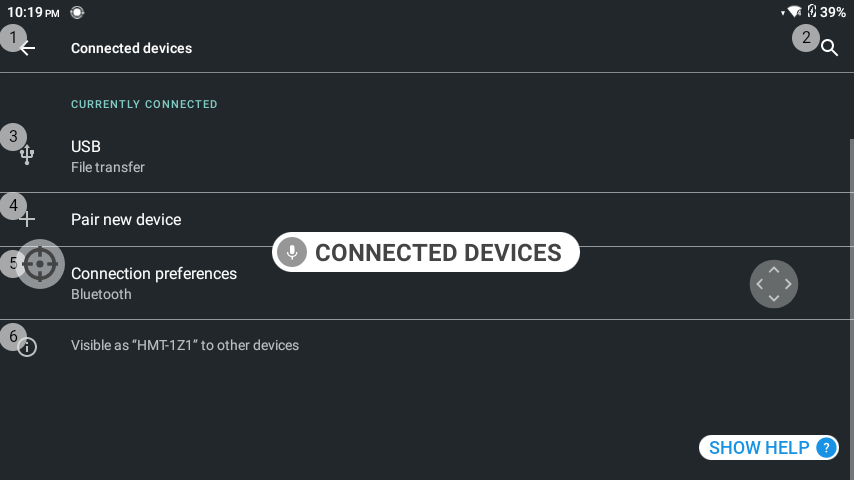 10:19 PM
39%
1
Connected devices
2
CURRENTLY CONNECTED
3
USB
File transfer
4
Pair new device
CONNECTED DEVICES
5
Connection preferences
Bluetooth
6
Visible as “HMT-1Z1” to other devices
SHOW HELP ?